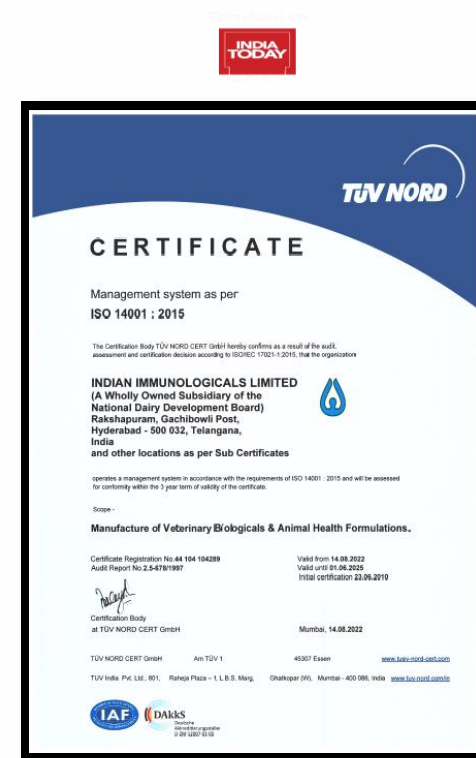 INDIA
TODAY
TÜV NORD
CERTIFICATE
Management system as per
ISO 14001 : 2015
The Certification Body TÜV NORD CERT GmbH hereby confirms as a result of the audit,
assessment and certification decision according to ISO/IEC 17021-1:2015, that the organization
INDIAN IMMUNOLOGICALS LIMITED
(A Wholly Owned Subsidiary of the
National Dairy Development Board)
Rakshapuram, Gachibowli Post,
Hyderabad - 500 032, Telangana,
India
and other locations as per Sub Certificates
operates a management system in accordance with the requirements of ISO 14001 : 2015 and will be assessed
for conformity within the 3 year term of validity of the certificate.
Scope -
Manufacture of Veterinary Biologicals & Animal Health Formulations.
Certificate Registration No.44 104 104289 Valid from 14.08.2022
Audit Report No.2.5-678/1997 Valid until 01.06.2025
Initial certification 23.06.2010
Certification Body
at TÜV NORD CERT GmbH Mumbai, 14.08.2022
TÜV NORD CERT GmbH Am TÜV 1 45307 Essen www.tuev-nord-cert.com
TÜV India Pvt. Ltd., 801, Raheja Plaza – 1, L.B.S. Marg, Ghatkopar (W), Mumbai - 400 086, India www.tuv-nord.com/in
IAF DAkkS
Deutsche
Akkreditierungsstelle